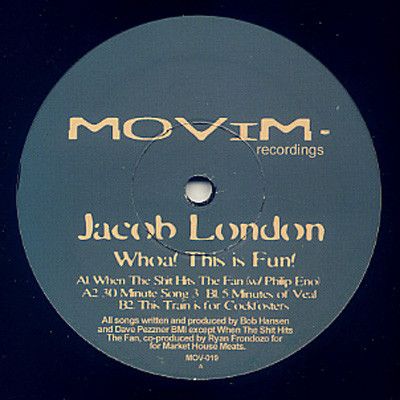 MOViM-
recordings
Jacob London
Whoa! This is Fun!
A1. When The Shit Hits The Fan (w/ Philip Eno)
A2. 30 Minute Song 3 B1. 5 Minutes of Veal
B2. This Train is for Cockfosters
All songs written and produced by Bob Hansen
and Dave Pezzner BMI except When The Shit Hits
The Fan, co-produced by Ryan Frondozo for
for Market House Meats.
MOV-019
A